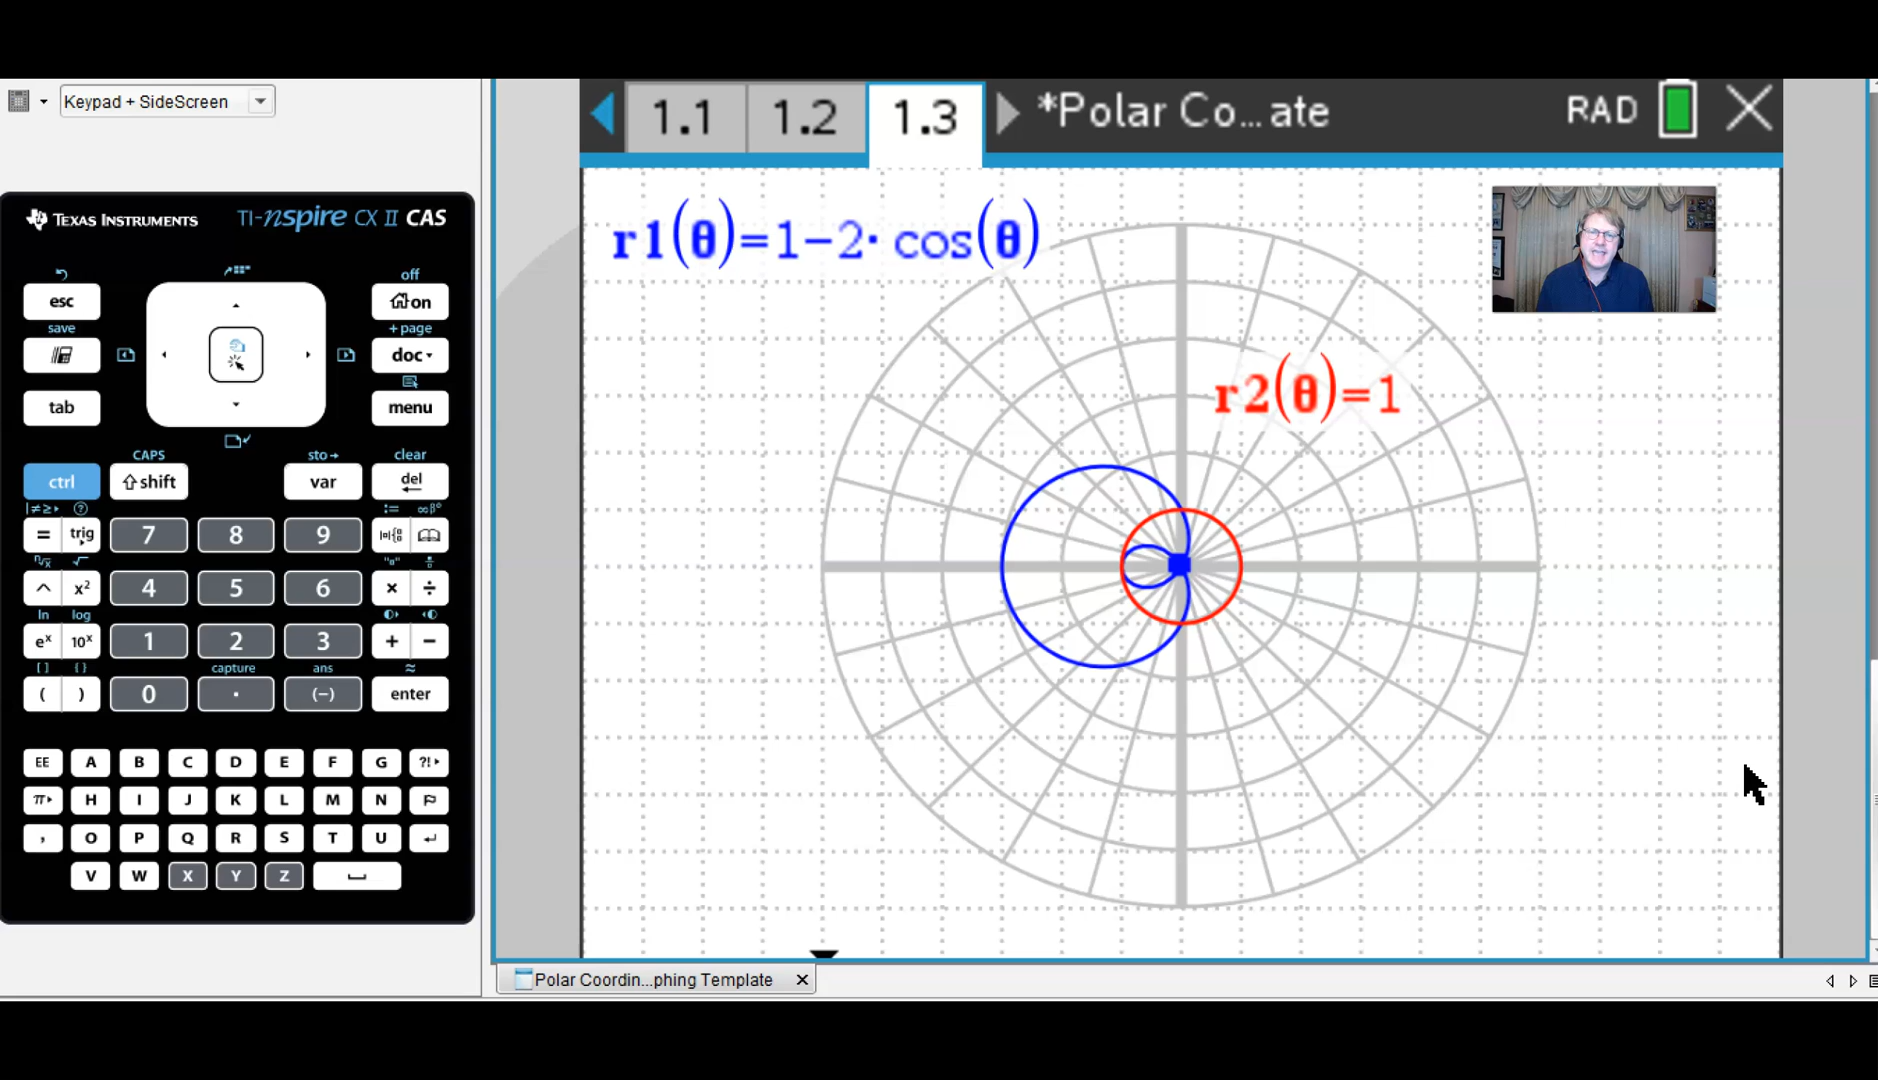 Keypad + SideScreen
1.1 1.2 1.3 *Polar Co... ate RAD
r1(θ)=1−2· cos(θ)
r2(θ)=1
TEXAS INSTRUMENTS TI-nspire CX II CAS
off
esc on
save + page
doc
tab menu
CAPS sto→ clear
ctrl ⇧shift var del
|≠≥▸ ? := ∞β°
= trig 7 8 9
ⁿ√x √ "□"
^ x² 4 5 6 × ÷
ln log
eˣ 10ˣ 1 2 3 + −
[ ] { } capture ans ≈
( ) 0 . (−) enter
EE A B C D E F G ?!▸
π▸ H I J K L M N
, O P Q R S T U ↵
V W X Y Z
Polar Coordin...phing Template